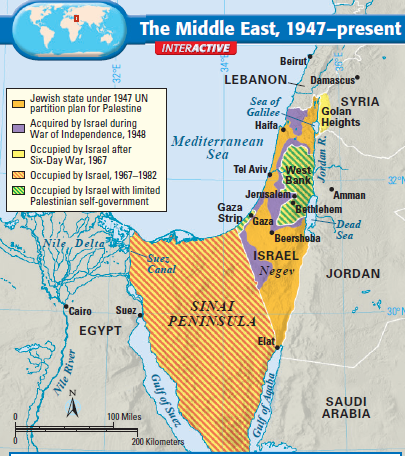 The Middle East, 1947–present
INTERACTIVE
32°E
34°E
35°E
Beirut
LEBANON
Damascus
Sea of
Galilee
SYRIA
Golan
Heights
Haifa
Jewish state under 1947 UN
partition plan for Palestine
Acquired by Israel during
War of Independence, 1948
Occupied by Israel after
Six-Day War, 1967
Occupied by Israel, 1967–1982
Occupied by Israel with limited
Palestinian self-government
Mediterranean
Sea
Jordan R.
Tel Aviv
West
Bank
32°N
Jerusalem
Amman
Gaza
Strip
Bethlehem
Gaza
Dead
Sea
Beersheba
Nile Delta
Suez
Canal
ISRAEL
Negev
JORDAN
Cairo
Suez
SINAI
PENINSULA
30°N
EGYPT
Elat
Nile River
N
Gulf of Suez
Gulf of Aqaba
SAUDI
ARABIA
0 100 Miles
0 200 Kilometers